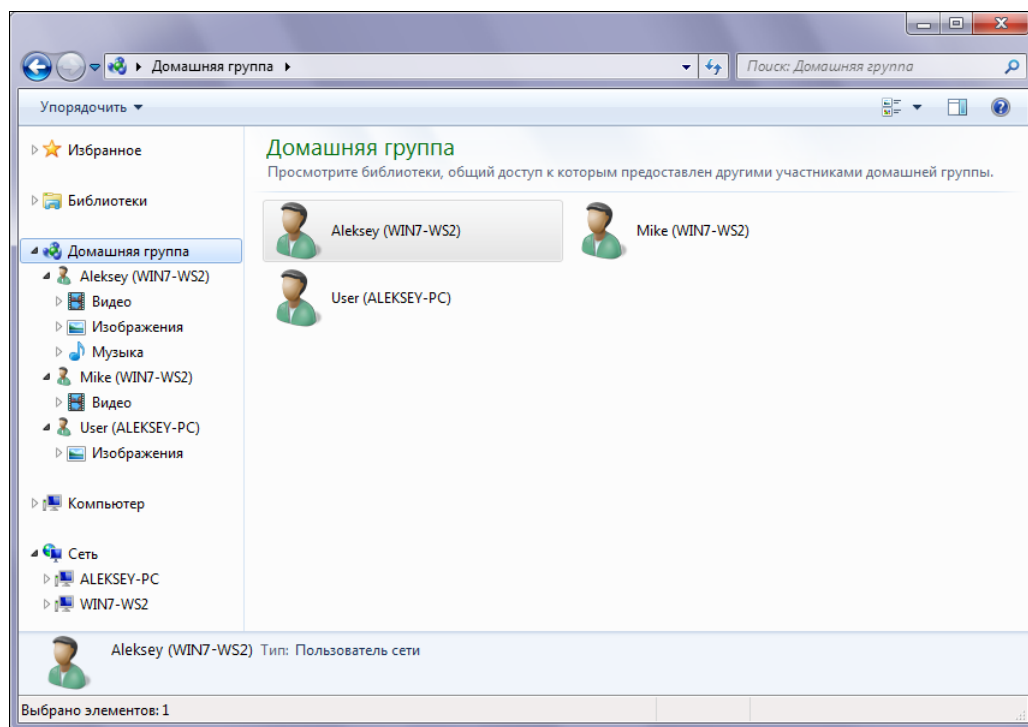 Домашняя группа
Поиск: Домашняя группа
Упорядочить
Избранное
Библиотеки
Домашняя группа
Aleksey (WIN7-WS2)
Видео
Изображения
Музыка
Mike (WIN7-WS2)
Видео
User (ALEKSEY-PC)
Изображения
Компьютер
Сеть
ALEKSEY-PC
WIN7-WS2
Домашняя группа
Просмотрите библиотеки, общий доступ к которым предоставлен другими участниками домашней группы.
Aleksey (WIN7-WS2)
Mike (WIN7-WS2)
User (ALEKSEY-PC)
Aleksey (WIN7-WS2) Тип: Пользователь сети
Выбрано элементов: 1